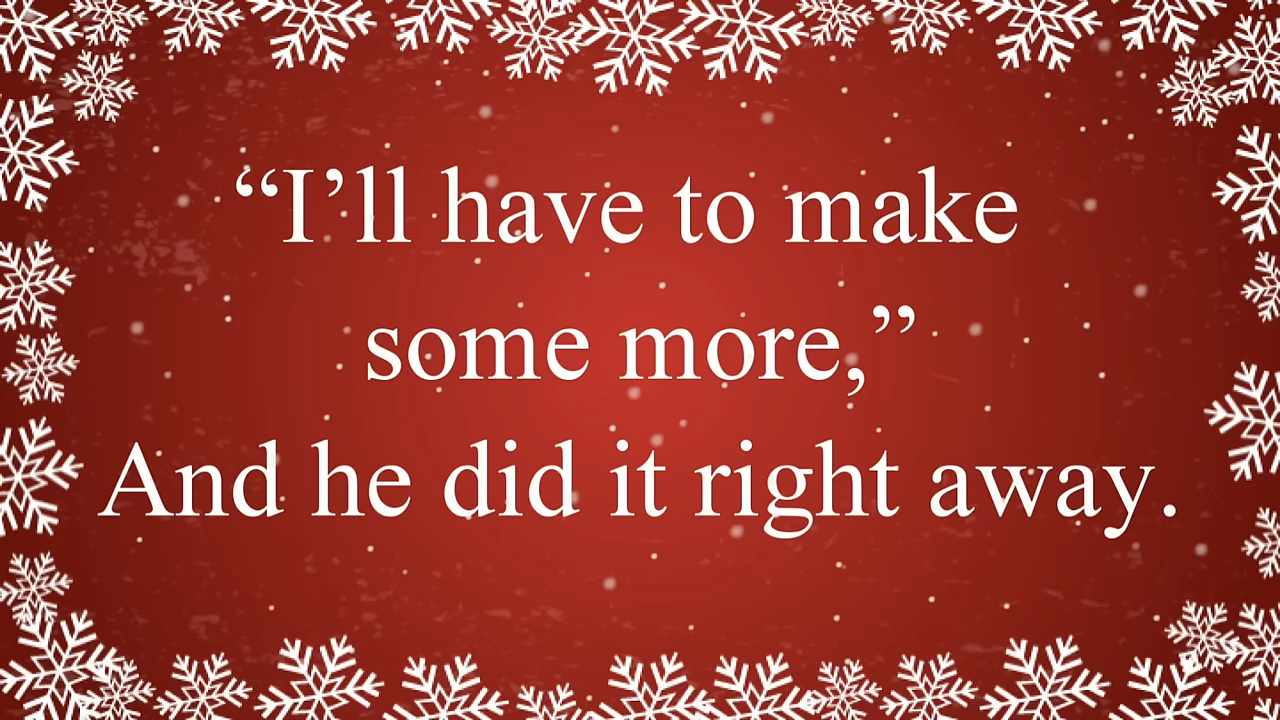 “I’ll have to make
some more,”
And he did it right away.